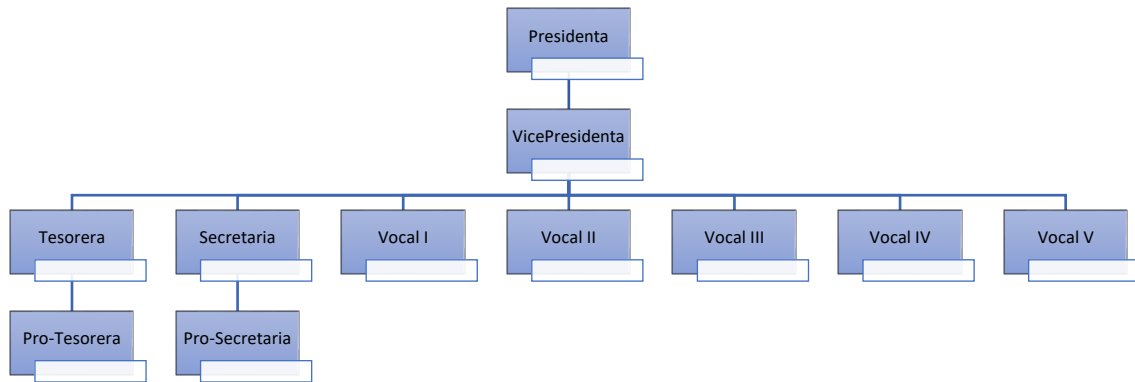 Presidenta
VicePresidenta
Tesorera
Secretaria
Vocal I
Vocal II
Vocal III
Vocal IV
Vocal V
Pro-Tesorera
Pro-Secretaria